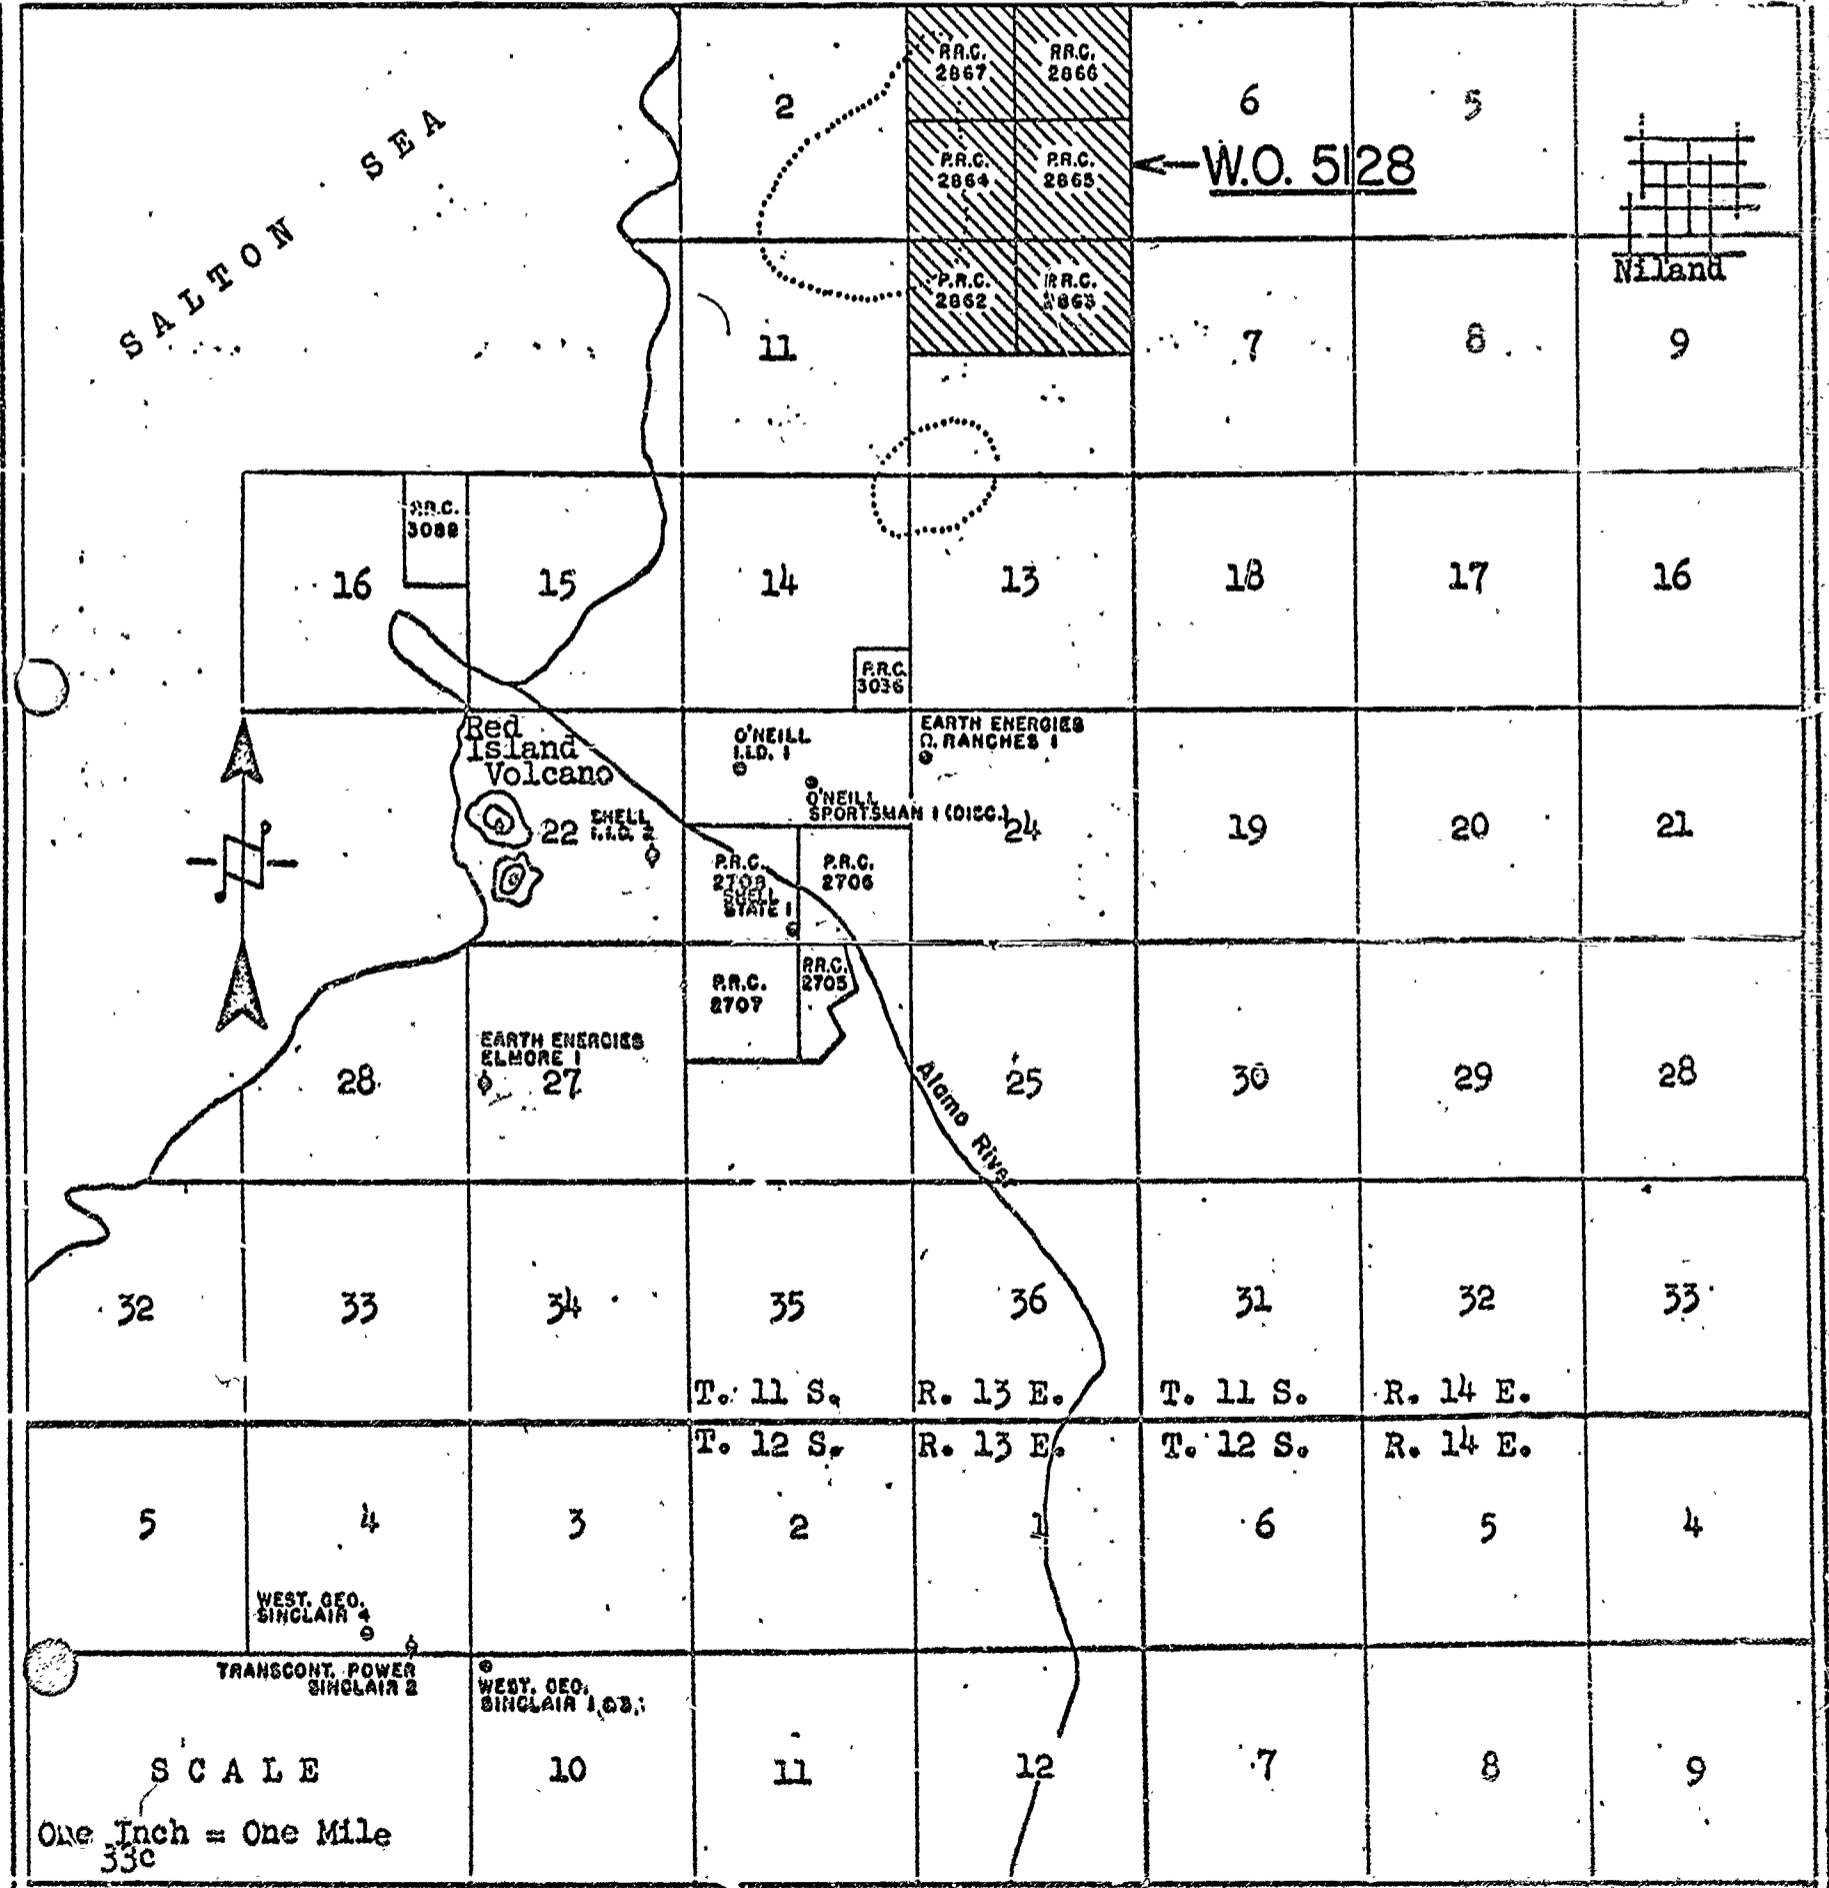 P.R.C.
2867
P.R.C.
2866
2
6
5
SALTON SEA
P.R.C.
2864
P.R.C.
2865
W.O. 5128
Niland
P.R.C.
2862
P.R.C.
2863
11
7
8
9
P.R.C.
3088
16
15
14
13
18
17
16
P.R.C.
3036
Red
Island
Volcano
O'NEILL
I.I.D. 1
EARTH ENERGIES
RANCHES 1
O'NEILL
SPORTSMAN 1 (DISC.)
22
SHELL
I.I.D. 2
24
19
20
21
P.R.C.
2708
SHELL
STATE 1
P.R.C.
2706
P.R.C.
2707
P.R.C.
2705
EARTH ENERGIES
ELMORE 1
28
27
Alamo River
25
30
29
28
32
33
34
35
36
31
32
33
T. 11 S. R. 13 E. T. 11 S. R. 14 E.
T. 12 S. R. 13 E. T. 12 S. R. 14 E.
5
4
3
2
1
6
5
4
WEST. GEO.
SINCLAIR 4
TRANSCONT. POWER
SINCLAIR 2
WEST. GEO.
SINCLAIR 1,&3,
SCALE
10
11
12
7
8
9
One Inch = One Mile
33c